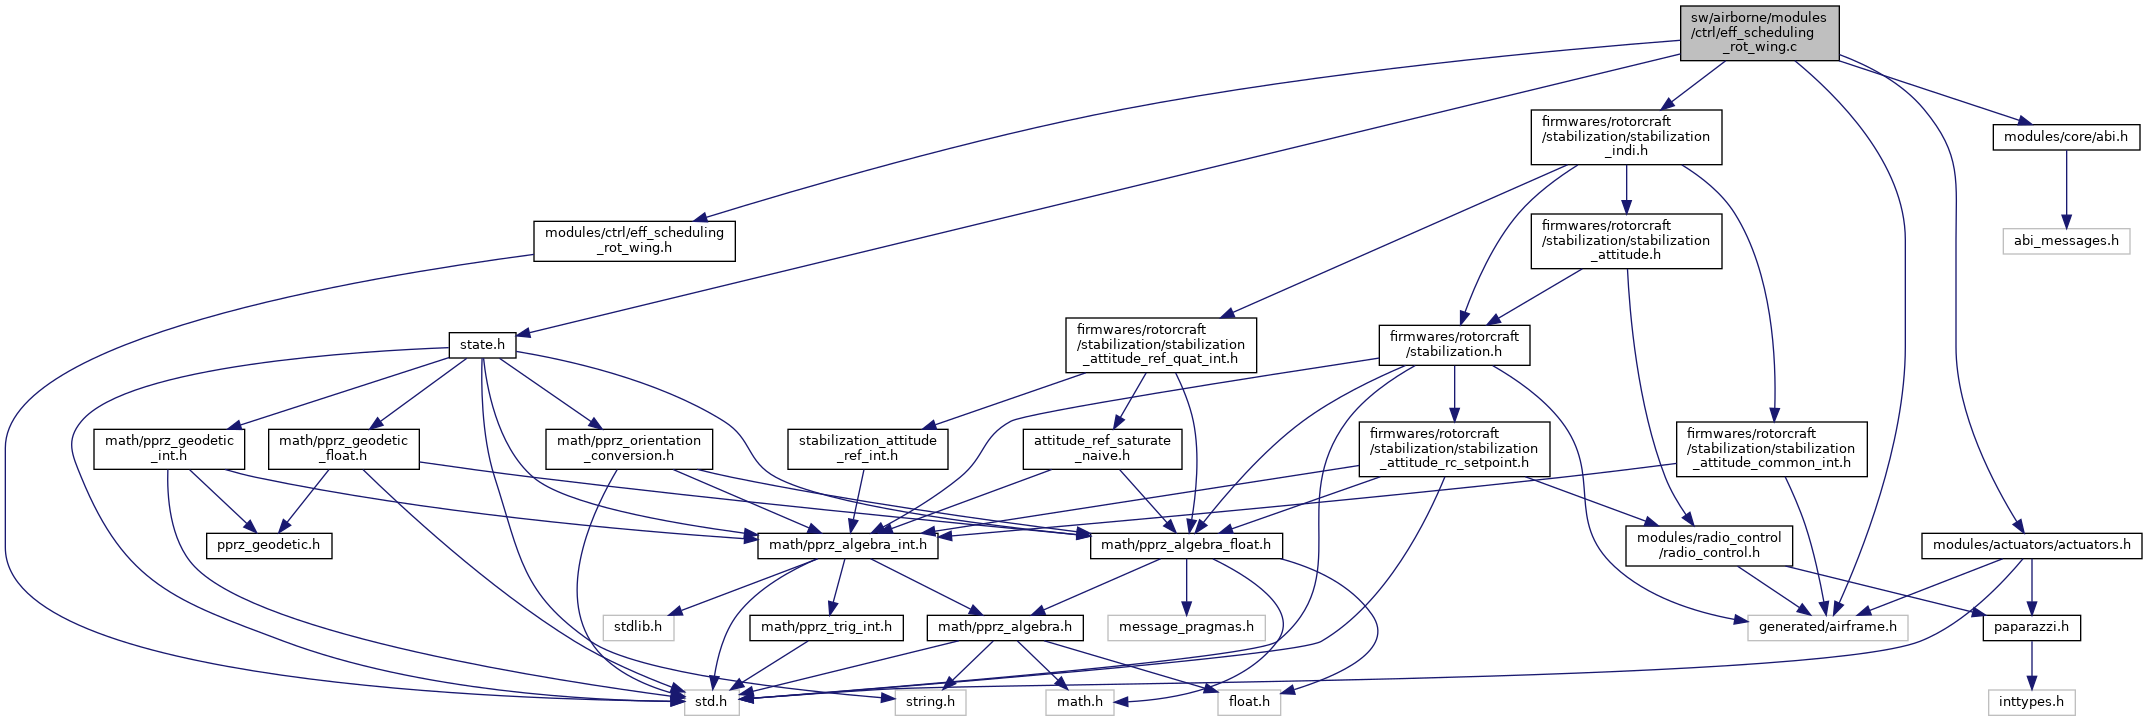 sw/airborne/modules
/ctrl/eff_scheduling
_rot_wing.c
firmwares/rotorcraft
/stabilization/stabilization
_indi.h
modules/core/abi.h
modules/ctrl/eff_scheduling
_rot_wing.h
firmwares/rotorcraft
/stabilization/stabilization
_attitude.h
abi_messages.h
state.h
firmwares/rotorcraft
/stabilization/stabilization
_attitude_ref_quat_int.h
firmwares/rotorcraft
/stabilization.h
math/pprz_geodetic
_int.h
math/pprz_geodetic
_float.h
math/pprz_orientation
_conversion.h
stabilization_attitude
_ref_int.h
attitude_ref_saturate
_naive.h
firmwares/rotorcraft
/stabilization/stabilization
_attitude_rc_setpoint.h
firmwares/rotorcraft
/stabilization/stabilization
_attitude_common_int.h
pprz_geodetic.h
math/pprz_algebra_int.h
math/pprz_algebra_float.h
modules/radio_control
/radio_control.h
modules/actuators/actuators.h
stdlib.h
math/pprz_trig_int.h
math/pprz_algebra.h
message_pragmas.h
generated/airframe.h
paparazzi.h
std.h
string.h
math.h
float.h
inttypes.h